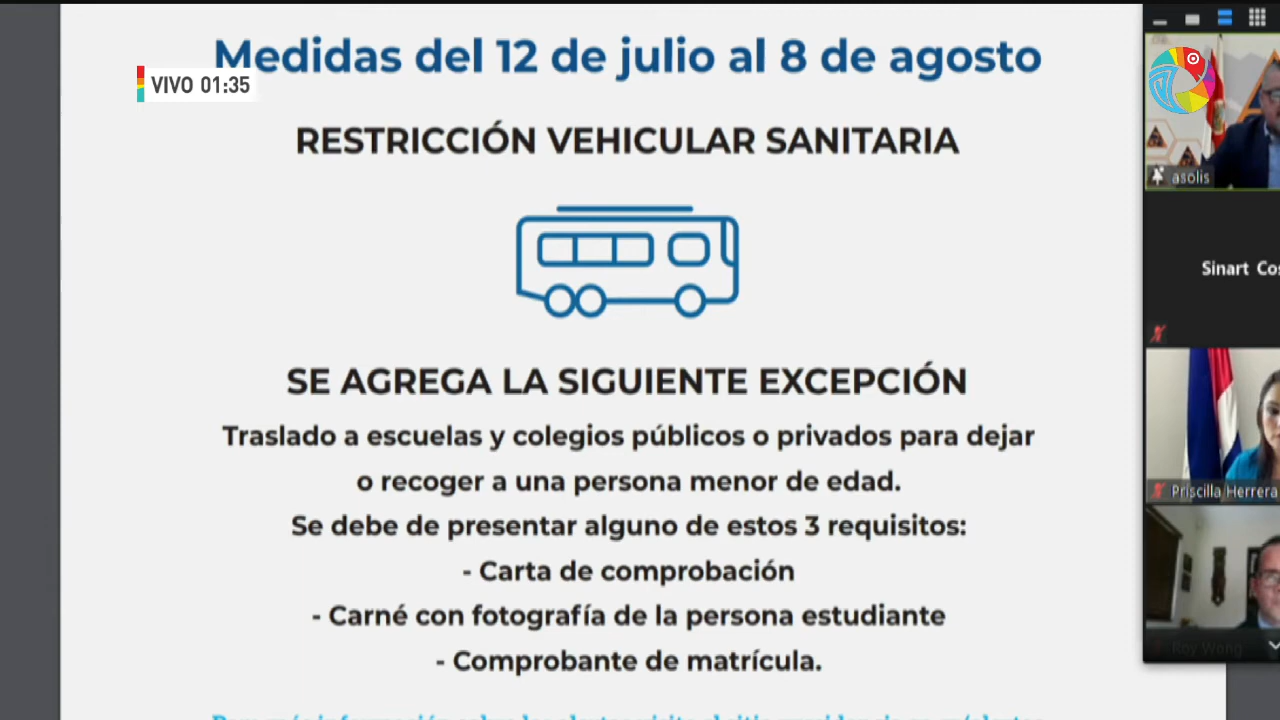 Medidas del 12 de julio al 8 de agosto
VIVO 01:35
RESTRICCIÓN VEHICULAR SANITARIA
asolis
Sinart Cos
SE AGREGA LA SIGUIENTE EXCEPCIÓN
Traslado a escuelas y colegios públicos o privados para dejar
o recoger a una persona menor de edad.
Priscilla Herrera
Se debe de presentar alguno de estos 3 requisitos:
- Carta de comprobación
- Carné con fotografía de la persona estudiante
Roy Wong
- Comprobante de matrícula.